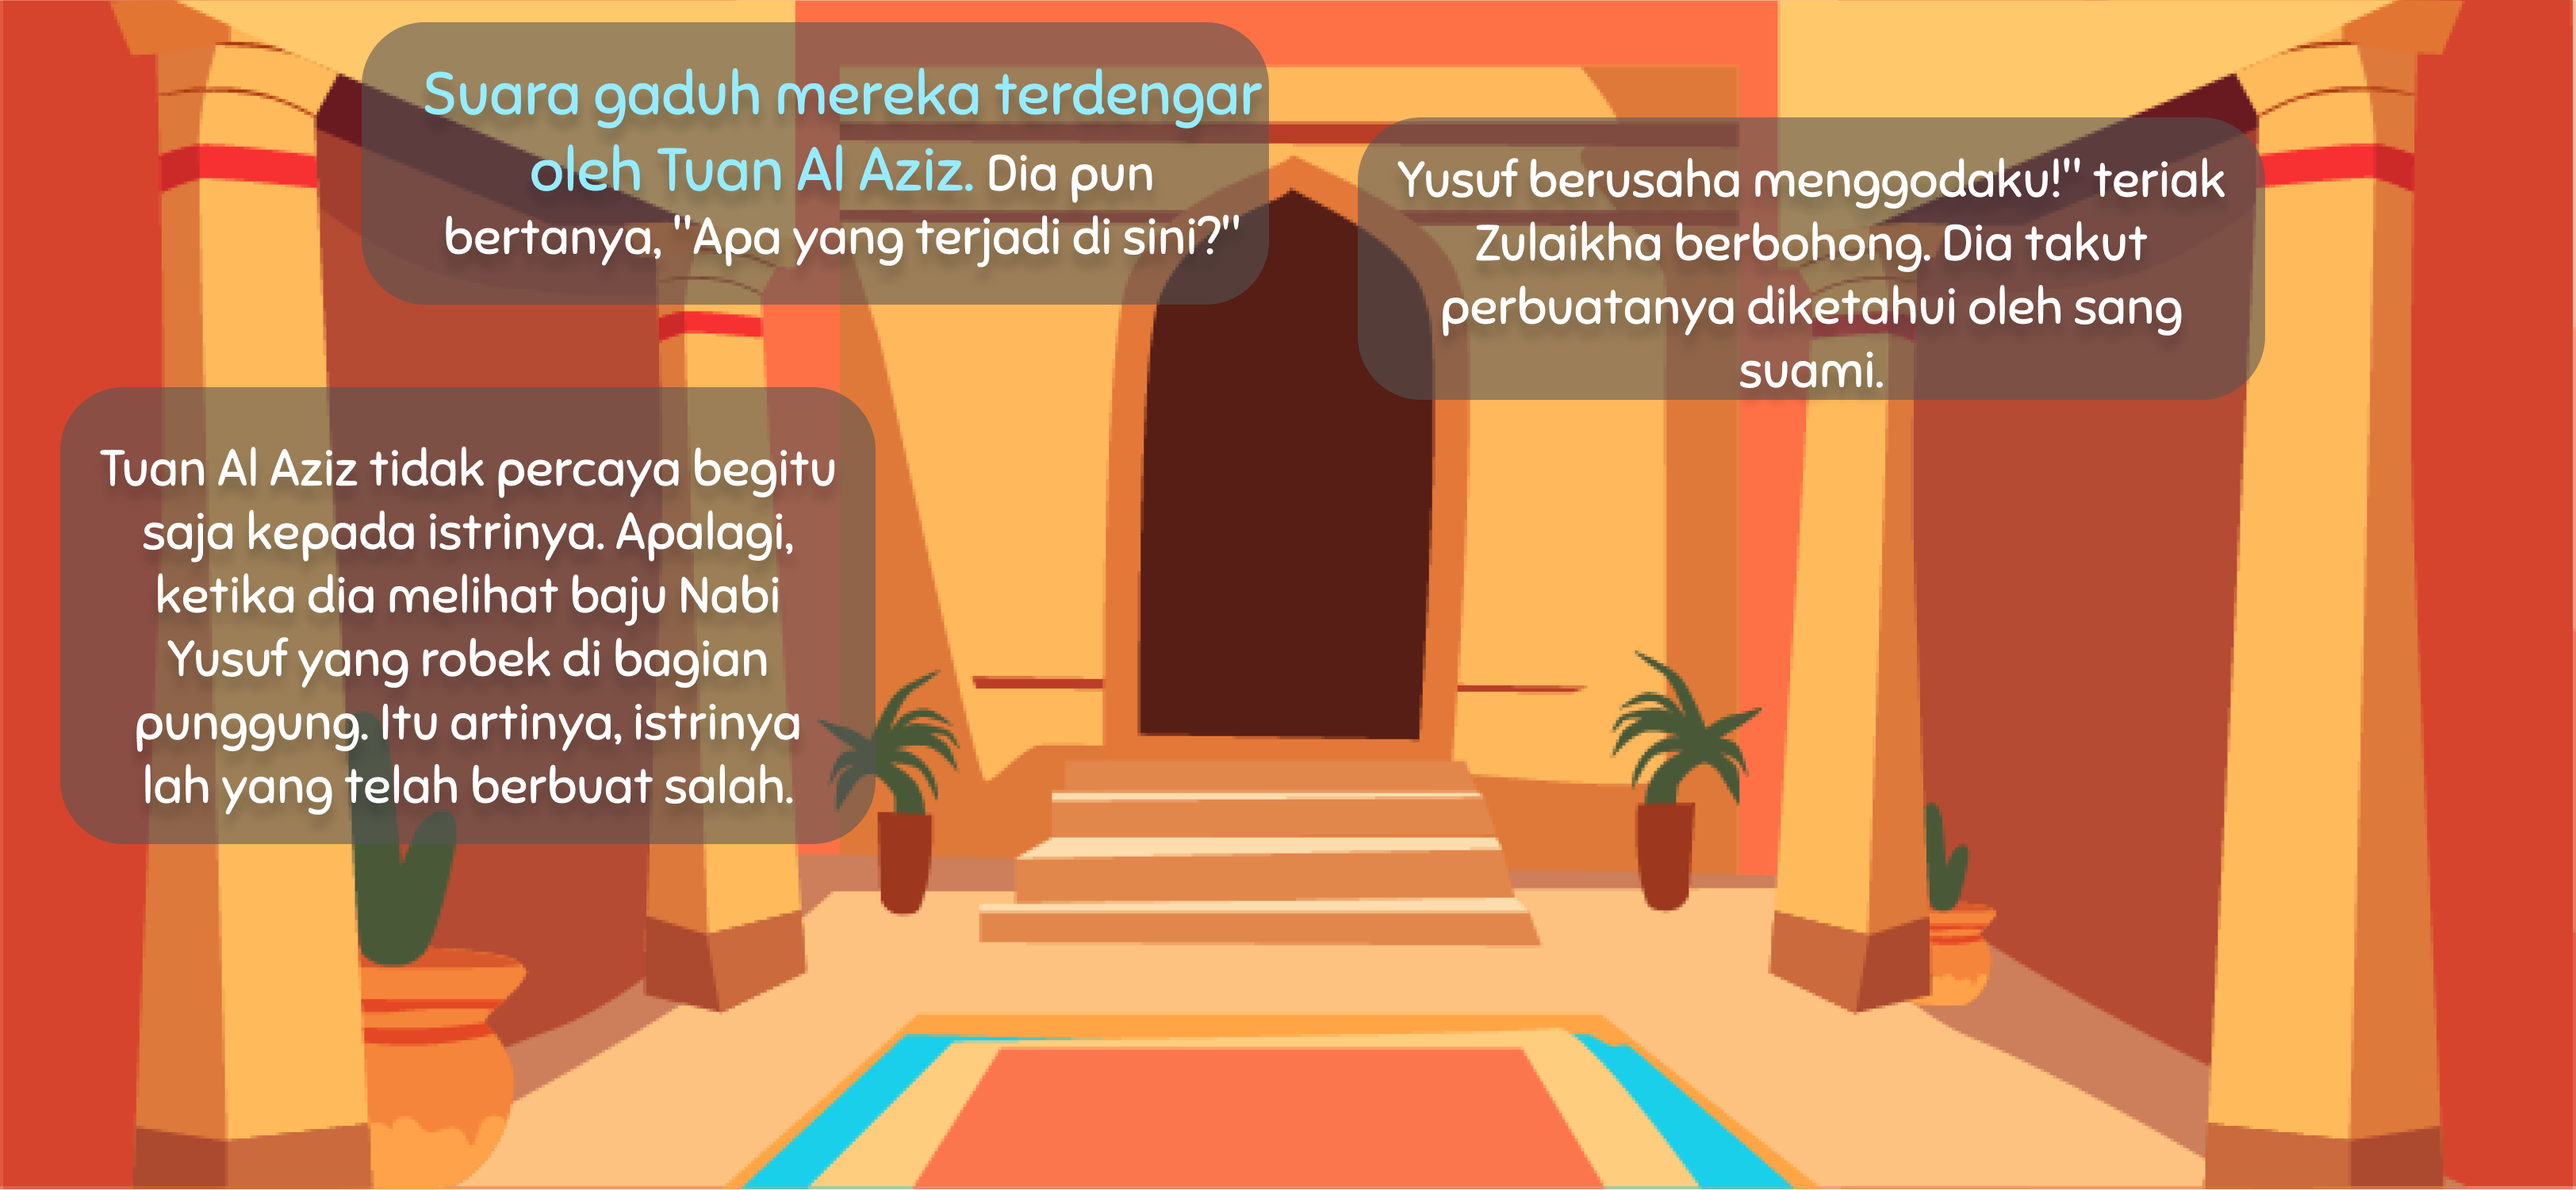 Suara gaduh mereka terdengar
oleh Tuan Al Aziz. Dia pun
bertanya, "Apa yang terjadi di sini?"
Yusuf berusaha menggodaku!" teriak
Zulaikha berbohong. Dia takut
perbuatanya diketahui oleh sang
suami.
Tuan Al Aziz tidak percaya begitu
saja kepada istrinya. Apalagi,
ketika dia melihat baju Nabi
Yusuf yang robek di bagian
punggung. Itu artinya, istrinya
lah yang telah berbuat salah.